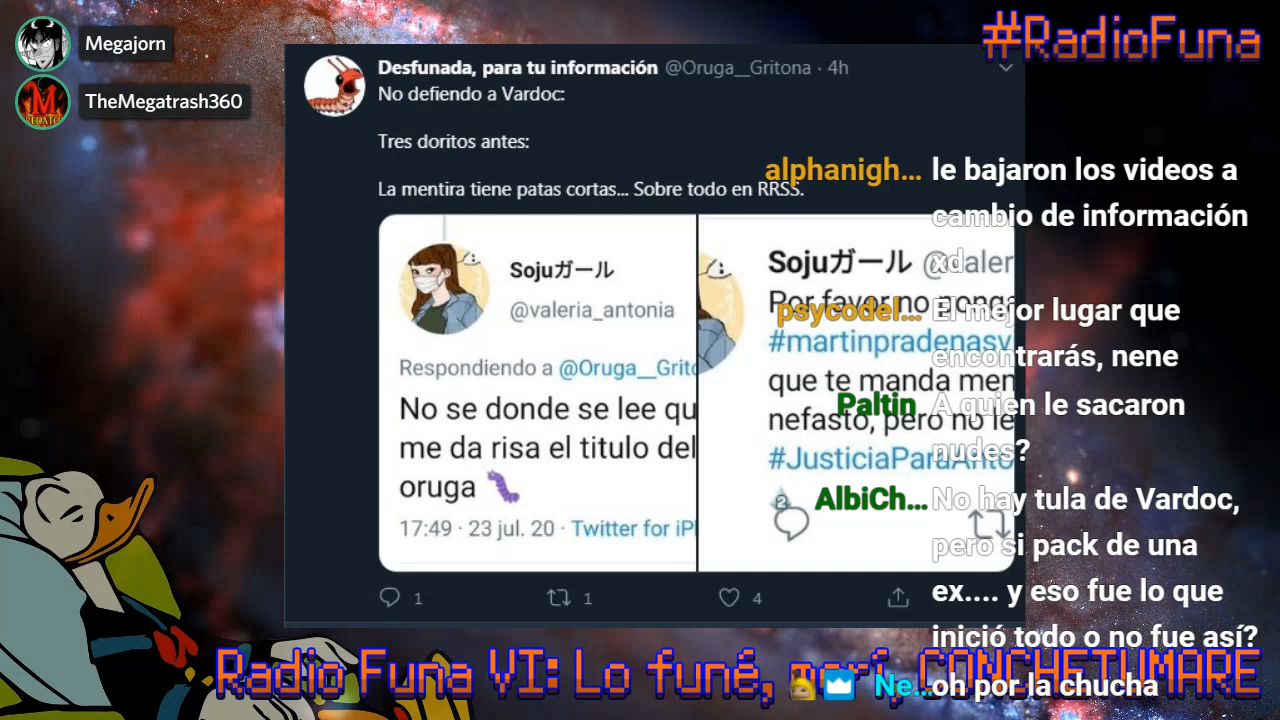 Megajorn
TheMegatrash360
#RadioFuna
Desfunada, para tu información @Oruga__Gritona · 4h
No defiendo a Vardoc:
Tres doritos antes:
La mentira tiene patas cortas... Sobre todo en RRSS.
Sojuガール
@valeria_antonia
Respondiendo a @Oruga__Grito
No se donde se lee qu
me da risa el titulo del
oruga 🐛
17:49 · 23 jul. 20 · Twitter for iP
Sojuガール @valer
Por favor no ponga
#martinpradenasv
que te manda men
nefasto, pero no le
#JusticiaParaAnto
2
1
1
4
alphanigh... le bajaron los videos a
cambio de información
xd
psycodel... El mejor lugar que
encontrarás, nene
Paltin A quien le sacaron
nudes?
AlbiCh... No hay tula de Vardoc,
pero si pack de una
ex.... y eso fue lo que
inició todo o no fue así?
Ne... oh por la chucha
Radio Funa VI: Lo funé, morí, CONCHETUMARE